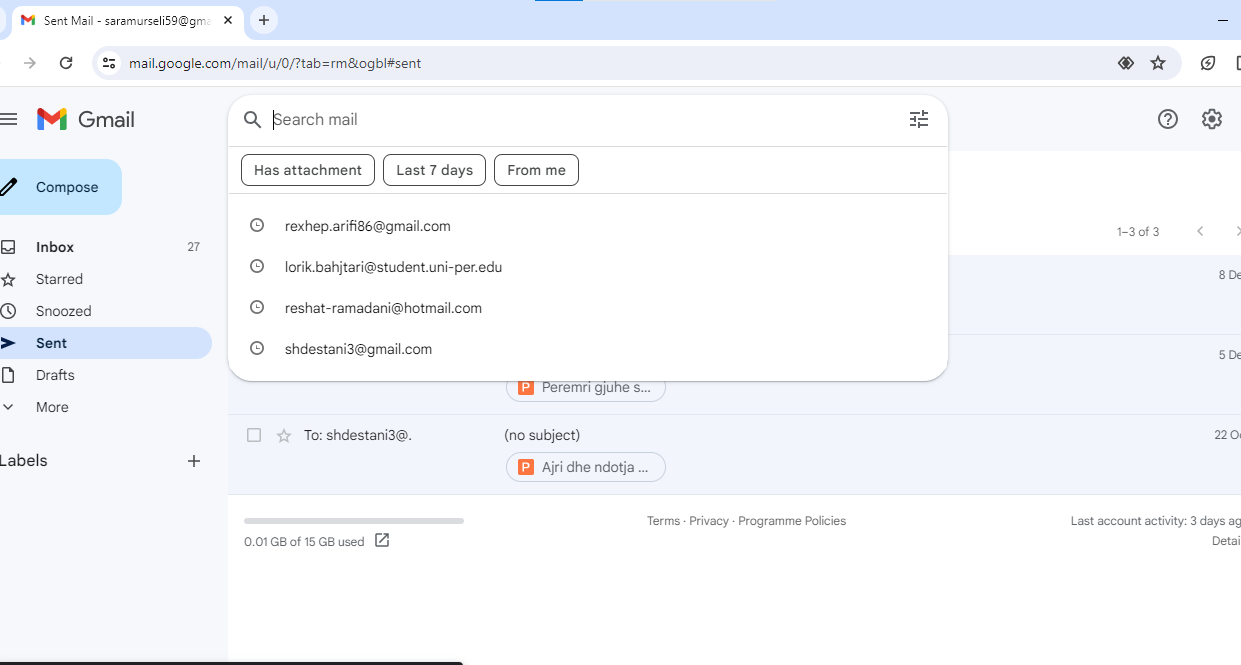 Sent Mail - saramurseli59@gma
mail.google.com/mail/u/0/?tab=rm&ogbl#sent
Gmail
Search mail
Compose
Has attachment
Last 7 days
From me
Inbox 27
Starred
Snoozed
Sent
Drafts
More
Labels
rexhep.arifi86@gmail.com
lorik.bahjtari@student.uni-per.edu
reshat-ramadani@hotmail.com
shdestani3@gmail.com
1–3 of 3
8 De
5 De
Peremri gjuhe s...
To: shdestani3@.
(no subject)
22 O
Ajri dhe ndotja ...
0.01 GB of 15 GB used
Terms · Privacy · Programme Policies
Last account activity: 3 days ag
Detai